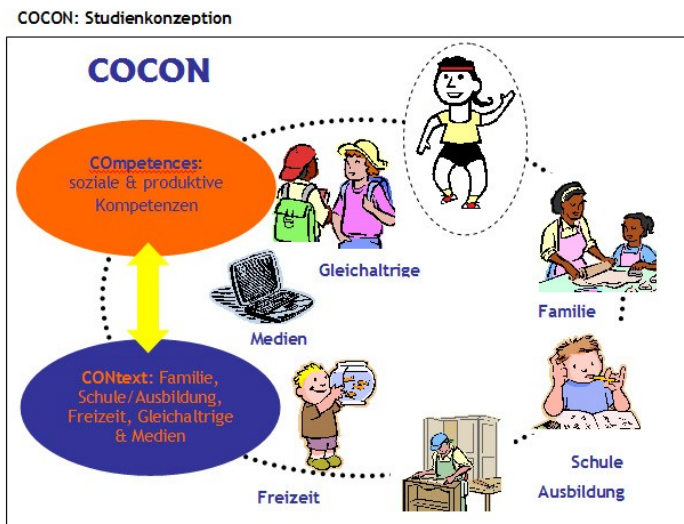 COCON: Studienkonzeption
COCON
COmpetences:
soziale & produktive
Kompetenzen
Gleichaltrige
Familie
Medien
CONtext: Familie,
Schule/Ausbildung,
Freizeit, Gleichaltrige
& Medien
Freizeit
Schule
Ausbildung